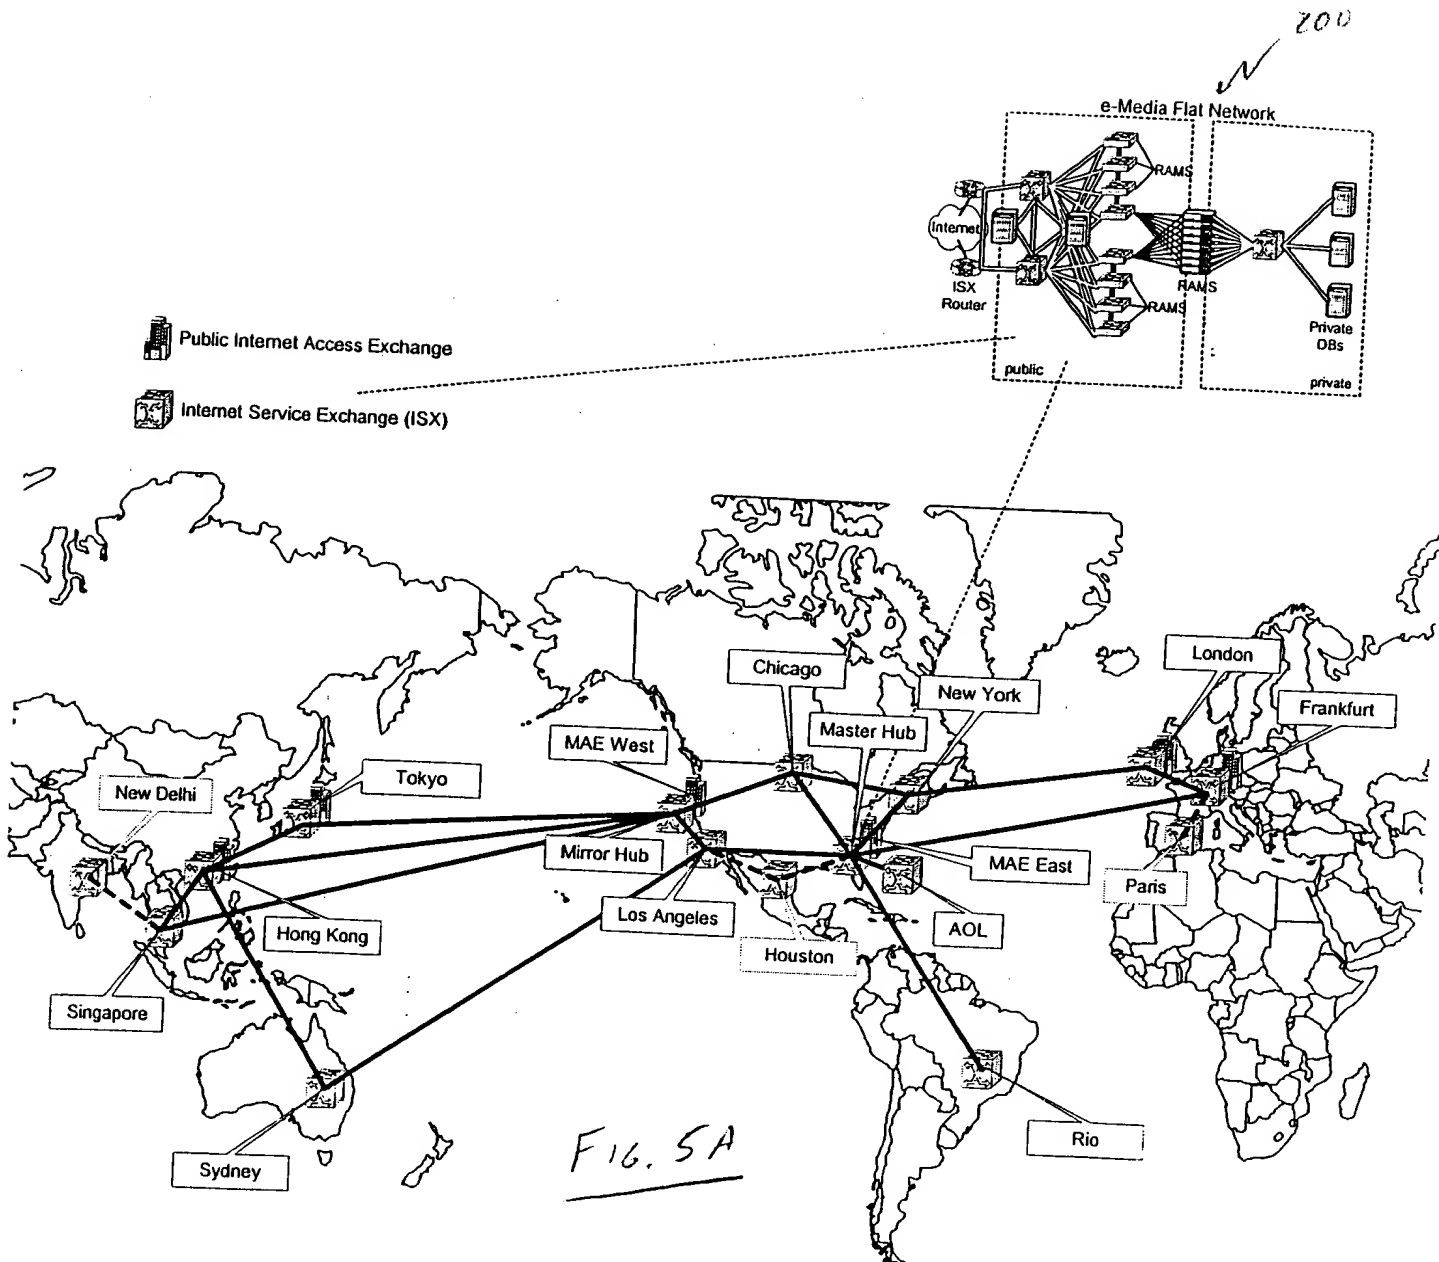 200
e-Media Flat Network
RAMS
Internet
ISX
Router
RAMS
RAMS
Private
DBs
public
private
Public Internet Access Exchange
Internet Service Exchange (ISX)
London
Chicago
New York
Frankfurt
Master Hub
MAE West
Tokyo
New Delhi
Mirror Hub
MAE East
Paris
Los Angeles
AOL
Hong Kong
Houston
Singapore
Rio
Sydney
FIG. 5A